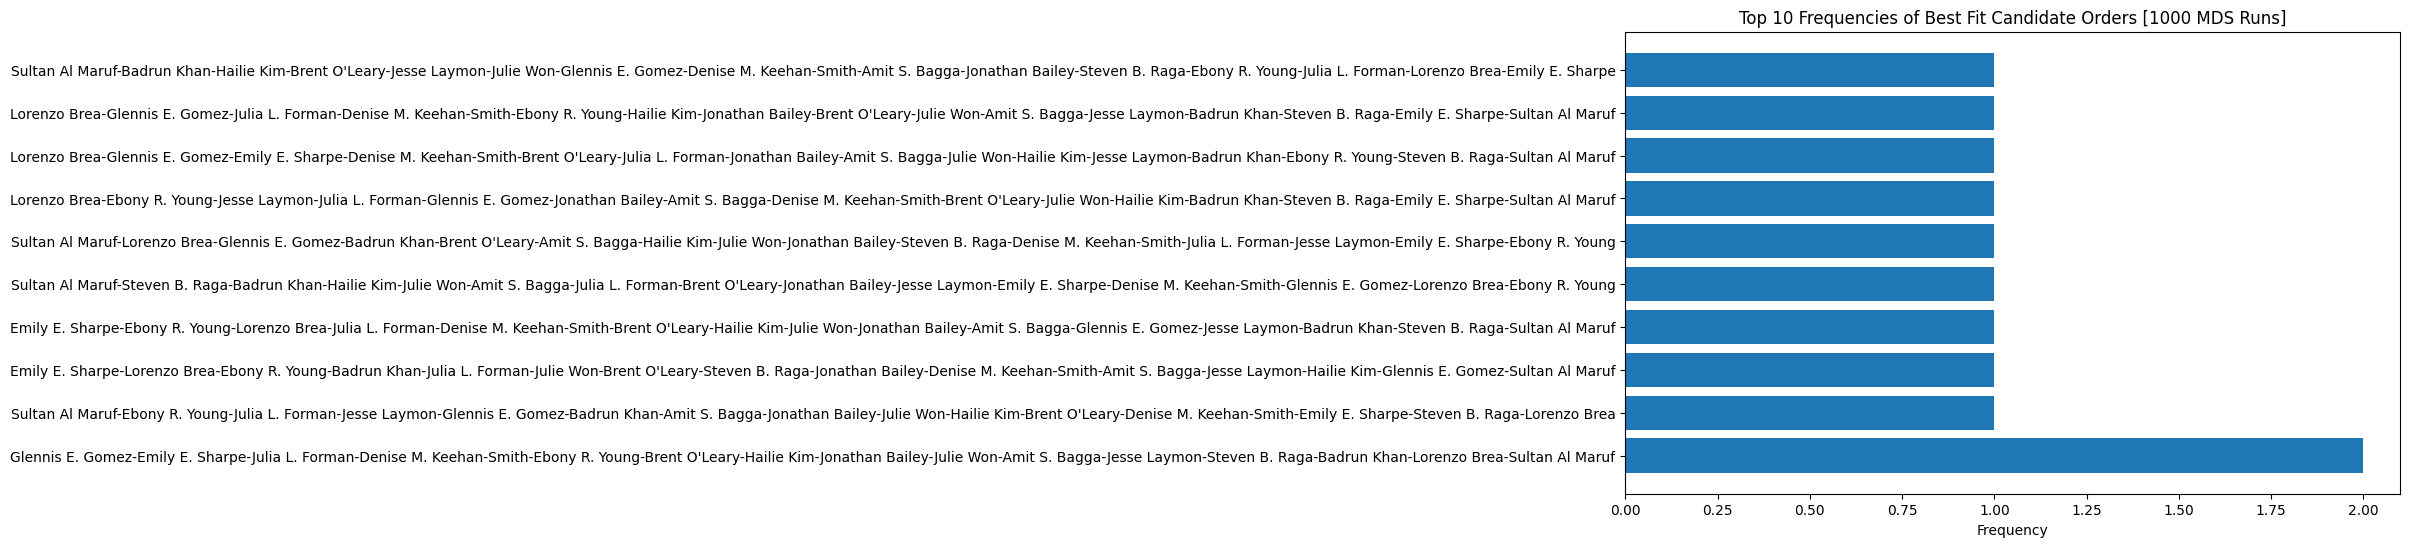 Top 10 Frequencies of Best Fit Candidate Orders [1000 MDS Runs]
Sultan Al Maruf-Badrun Khan-Hailie Kim-Brent O'Leary-Jesse Laymon-Julie Won-Glennis E. Gomez-Denise M. Keehan-Smith-Amit S. Bagga-Jonathan Bailey-Steven B. Raga-Ebony R. Young-Julia L. Forman-Lorenzo Brea-Emily E. Sharpe
Lorenzo Brea-Glennis E. Gomez-Julia L. Forman-Denise M. Keehan-Smith-Ebony R. Young-Hailie Kim-Jonathan Bailey-Brent O'Leary-Julie Won-Amit S. Bagga-Jesse Laymon-Badrun Khan-Steven B. Raga-Emily E. Sharpe-Sultan Al Maruf
Lorenzo Brea-Glennis E. Gomez-Emily E. Sharpe-Denise M. Keehan-Smith-Brent O'Leary-Julia L. Forman-Jonathan Bailey-Amit S. Bagga-Julie Won-Hailie Kim-Jesse Laymon-Badrun Khan-Ebony R. Young-Steven B. Raga-Sultan Al Maruf
Lorenzo Brea-Ebony R. Young-Jesse Laymon-Julia L. Forman-Glennis E. Gomez-Jonathan Bailey-Amit S. Bagga-Denise M. Keehan-Smith-Brent O'Leary-Julie Won-Hailie Kim-Badrun Khan-Steven B. Raga-Emily E. Sharpe-Sultan Al Maruf
Sultan Al Maruf-Lorenzo Brea-Glennis E. Gomez-Badrun Khan-Brent O'Leary-Amit S. Bagga-Hailie Kim-Julie Won-Jonathan Bailey-Steven B. Raga-Denise M. Keehan-Smith-Julia L. Forman-Jesse Laymon-Emily E. Sharpe-Ebony R. Young
Sultan Al Maruf-Steven B. Raga-Badrun Khan-Hailie Kim-Julie Won-Amit S. Bagga-Julia L. Forman-Brent O'Leary-Jonathan Bailey-Jesse Laymon-Emily E. Sharpe-Denise M. Keehan-Smith-Glennis E. Gomez-Lorenzo Brea-Ebony R. Young
Emily E. Sharpe-Ebony R. Young-Lorenzo Brea-Julia L. Forman-Denise M. Keehan-Smith-Brent O'Leary-Hailie Kim-Julie Won-Jonathan Bailey-Amit S. Bagga-Glennis E. Gomez-Jesse Laymon-Badrun Khan-Steven B. Raga-Sultan Al Maruf
Emily E. Sharpe-Lorenzo Brea-Ebony R. Young-Badrun Khan-Julia L. Forman-Julie Won-Brent O'Leary-Steven B. Raga-Jonathan Bailey-Denise M. Keehan-Smith-Amit S. Bagga-Jesse Laymon-Hailie Kim-Glennis E. Gomez-Sultan Al Maruf
Sultan Al Maruf-Ebony R. Young-Julia L. Forman-Jesse Laymon-Glennis E. Gomez-Badrun Khan-Amit S. Bagga-Jonathan Bailey-Julie Won-Hailie Kim-Brent O'Leary-Denise M. Keehan-Smith-Emily E. Sharpe-Steven B. Raga-Lorenzo Brea
Glennis E. Gomez-Emily E. Sharpe-Julia L. Forman-Denise M. Keehan-Smith-Ebony R. Young-Brent O'Leary-Hailie Kim-Jonathan Bailey-Julie Won-Amit S. Bagga-Jesse Laymon-Steven B. Raga-Badrun Khan-Lorenzo Brea-Sultan Al Maruf
0.00 0.25 0.50 0.75 1.00 1.25 1.50 1.75 2.00
Frequency